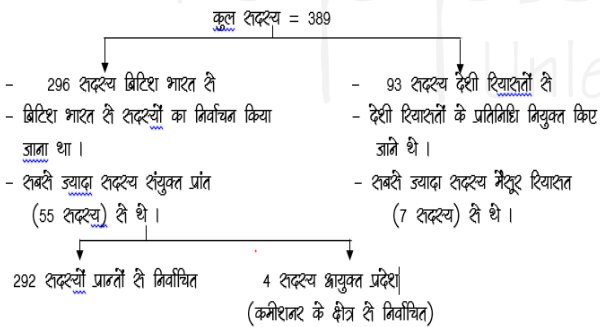 कुल सदस्य = 389
- 296 सदस्य ब्रिटिश भारत से
- ब्रिटिश भारत से सदस्यों का निर्वाचन किया
जाना था ।
- सबसे ज्यादा सदस्य संयुक्त प्रांत
(55 सदस्य) से थे ।
- 93 सदस्य देशी रियासतों से
- देशी रियासतों के प्रतिनिधि नियुक्त किए
जाने थे ।
- सबसे ज्यादा सदस्य मैसूर रियासत
(7 सदस्य) से थे ।
292 सदस्यों प्रान्तों से निर्वाचित
4 सदस्य आयुक्त प्रदेश
(कमीशनर के क्षेत्र से निर्वाचित)